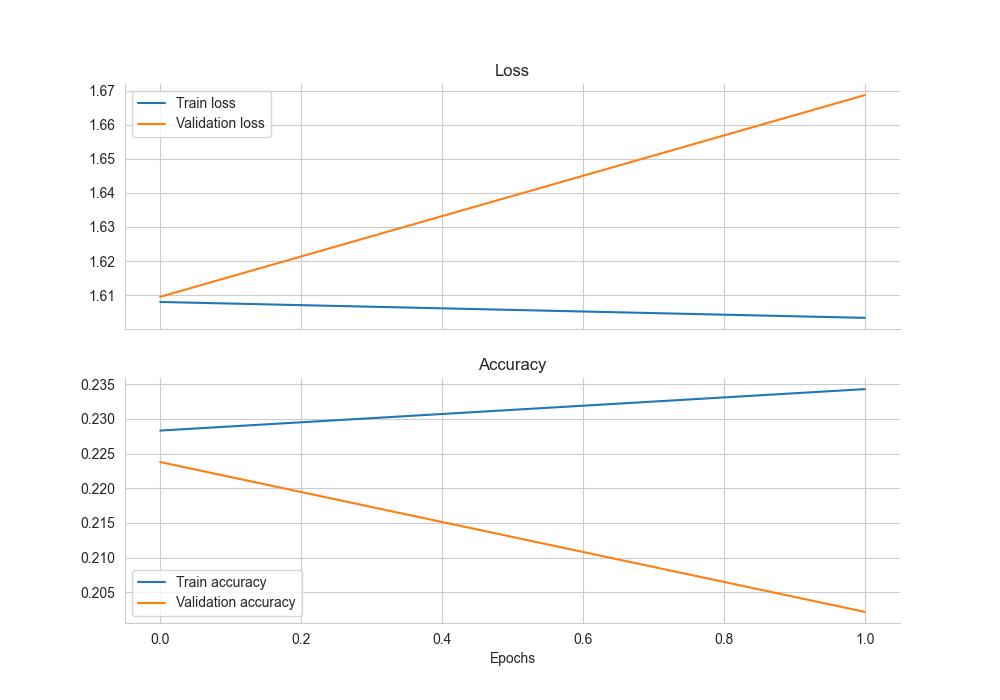 Loss
1.67
1.66
1.65
1.64
1.63
1.62
1.61
Train loss
Validation loss
Accuracy
0.235
0.230
0.225
0.220
0.215
0.210
0.205
Train accuracy
Validation accuracy
0.0 0.2 0.4 0.6 0.8 1.0
Epochs